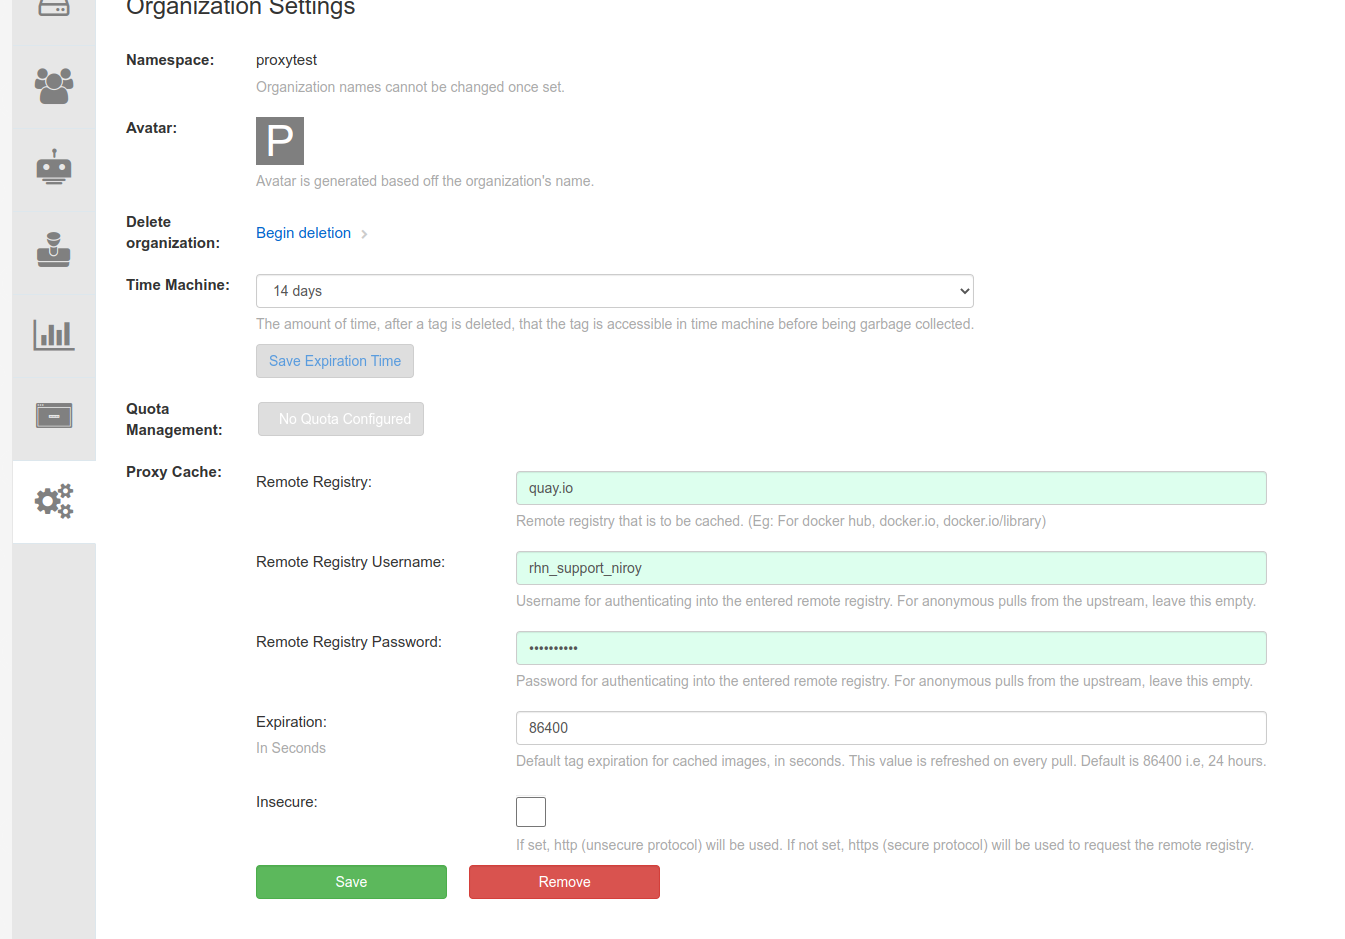 Organization Settings
Namespace: proxytest
Organization names cannot be changed once set.
Avatar: P
Avatar is generated based off the organization's name.
Delete
organization: Begin deletion
Time Machine: 14 days
The amount of time, after a tag is deleted, that the tag is accessible in time machine before being garbage collected.
Save Expiration Time
Quota
Management: No Quota Configured
Proxy Cache:
Remote Registry: quay.io
Remote registry that is to be cached. (Eg: For docker hub, docker.io, docker.io/library)
Remote Registry Username: rhn_support_niroy
Username for authenticating into the entered remote registry. For anonymous pulls from the upstream, leave this empty.
Remote Registry Password: ••••••••••
Password for authenticating into the entered remote registry. For anonymous pulls from the upstream, leave this empty.
Expiration: 86400
In Seconds
Default tag expiration for cached images, in seconds. This value is refreshed on every pull. Default is 86400 i.e, 24 hours.
Insecure:
If set, http (unsecure protocol) will be used. If not set, https (secure protocol) will be used to request the remote registry.
Save Remove